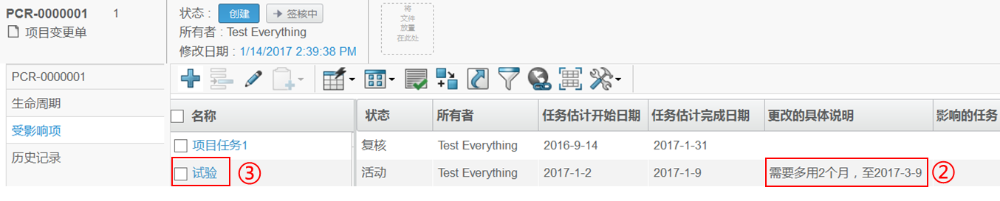 PCR-0000001 1
项目变更单
状态 : 创建 签核中
所有者 : Test Everything
修改日期 : 1/14/2017 2:39:38 PM
将
文件
放置
在此处
PCR-0000001
生命周期
受影响项
历史记录
名称 状态 所有者 任务估计开始日期 任务估计完成日期 更改的具体说明 影响的任务
项目任务1 复核 Test Everything 2016-9-14 2017-1-31
试验 ③ 活动 Test Everything 2017-1-2 2017-1-9 需要多用2个月，至2017-3-9 ②